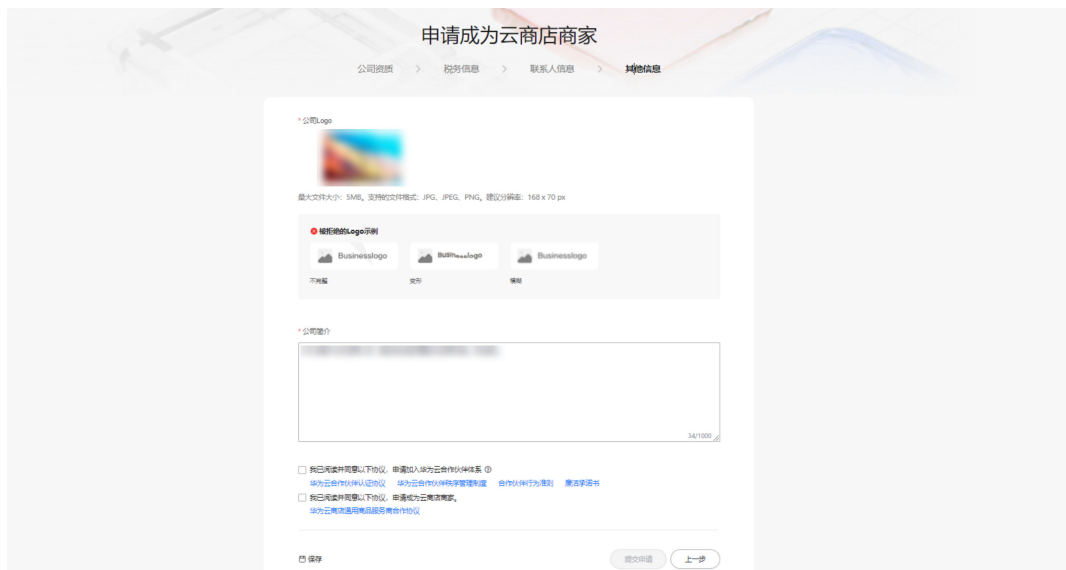 申请成为云商店商家
公司资质 > 税务信息 > 联系人信息 > 其他信息
* 公司Logo
最大文件大小：5MB，支持的文件格式：JPG、JPEG、PNG，建议分辨率：168 x 70 px
被拒绝的Logo示例
Businesslogo Businesslogo Businesslogo
不完整 变形 模糊
* 公司简介
34/1000
我已阅读并同意以下协议，申请加入华为云合作伙伴体系
华为云合作伙伴认证协议 华为云合作伙伴秩序管理制度 合作伙伴行为准则 廉洁承诺书
我已阅读并同意以下协议，申请成为云商店商家。
华为云商店通用商品服务商合作协议
保存 提交申请 上一步